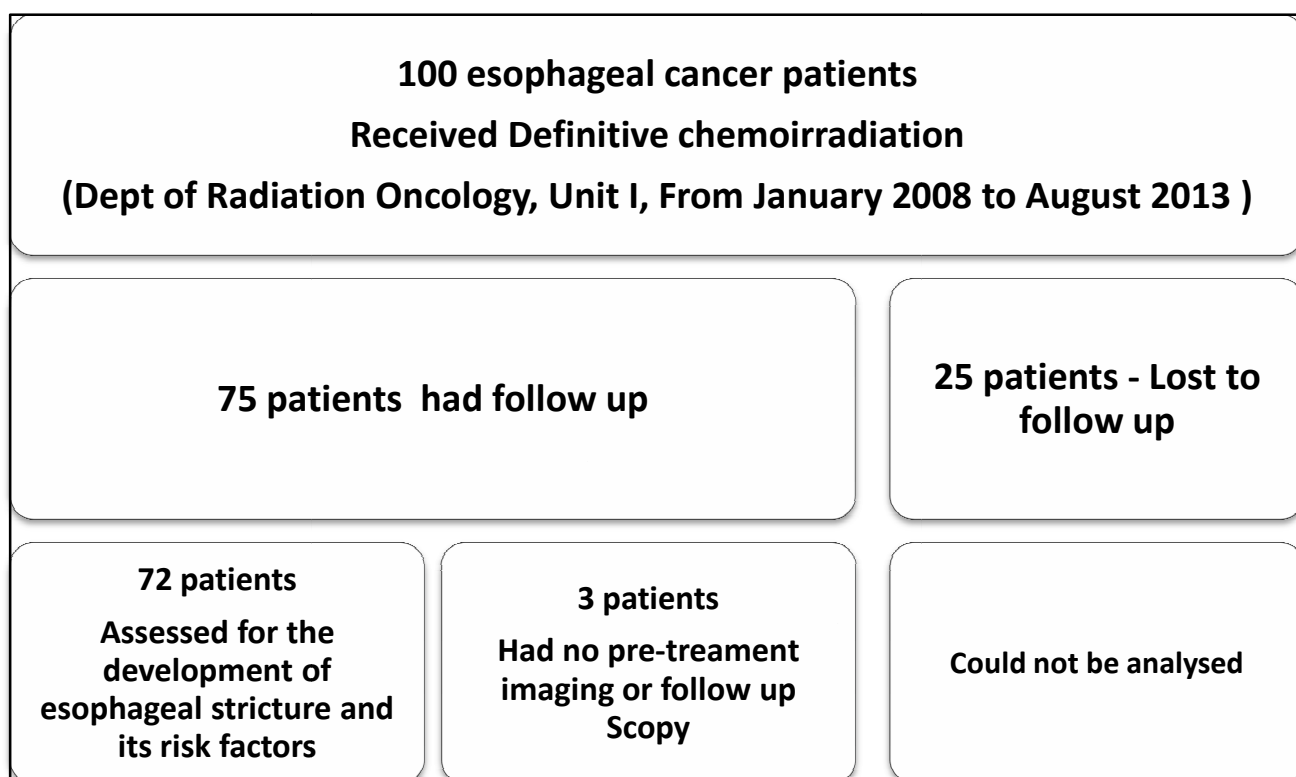 100 esophageal cancer patients
Received Definitive chemoirradiation
(Dept of Radiation Oncology, Unit I, From January 2008 to August 2013 )
75 patients had follow up
25 patients - Lost to
follow up
72 patients
Assessed for the
development of
esophageal stricture and
its risk factors
3 patients
Had no pre-treament
imaging or follow up
Scopy
Could not be analysed